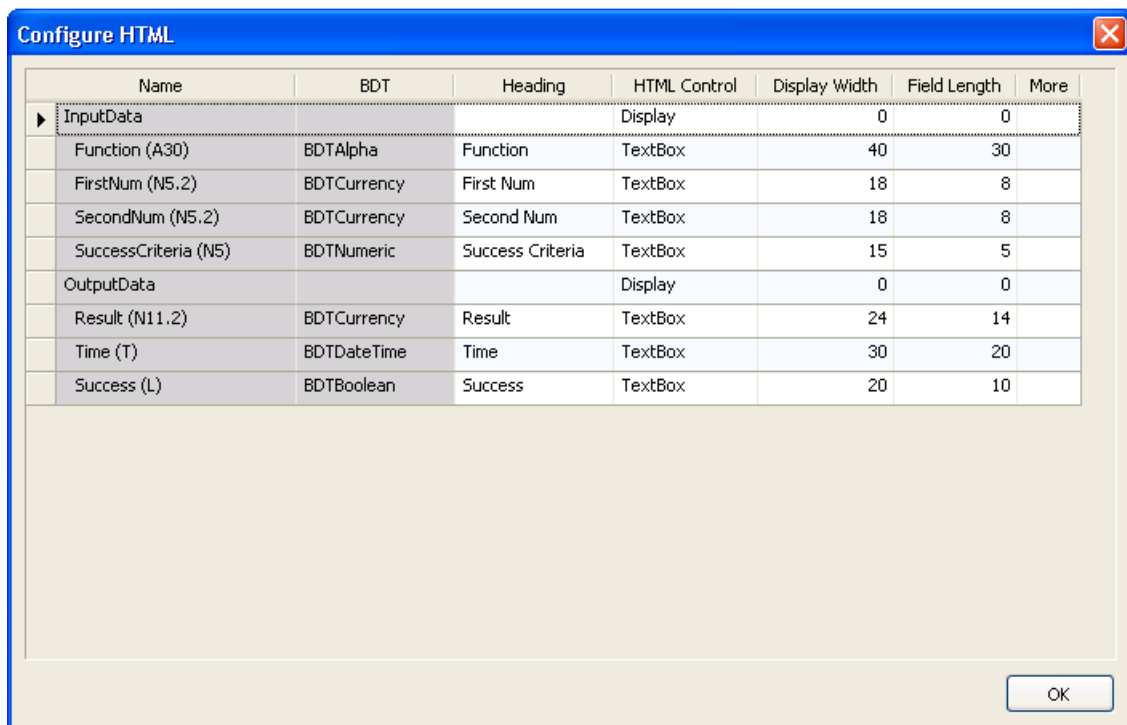 Configure HTML
Name BDT Heading HTML Control Display Width Field Length More
InputData Display 0 0
Function (A30) BDTAlpha Function TextBox 40 30
FirstNum (N5.2) BDTCurrency First Num TextBox 18 8
SecondNum (N5.2) BDTCurrency Second Num TextBox 18 8
SuccessCriteria (N5) BDTNumeric Success Criteria TextBox 15 5
OutputData Display 0 0
Result (N11.2) BDTCurrency Result TextBox 24 14
Time (T) BDTDateTime Time TextBox 30 20
Success (L) BDTBoolean Success TextBox 20 10
OK